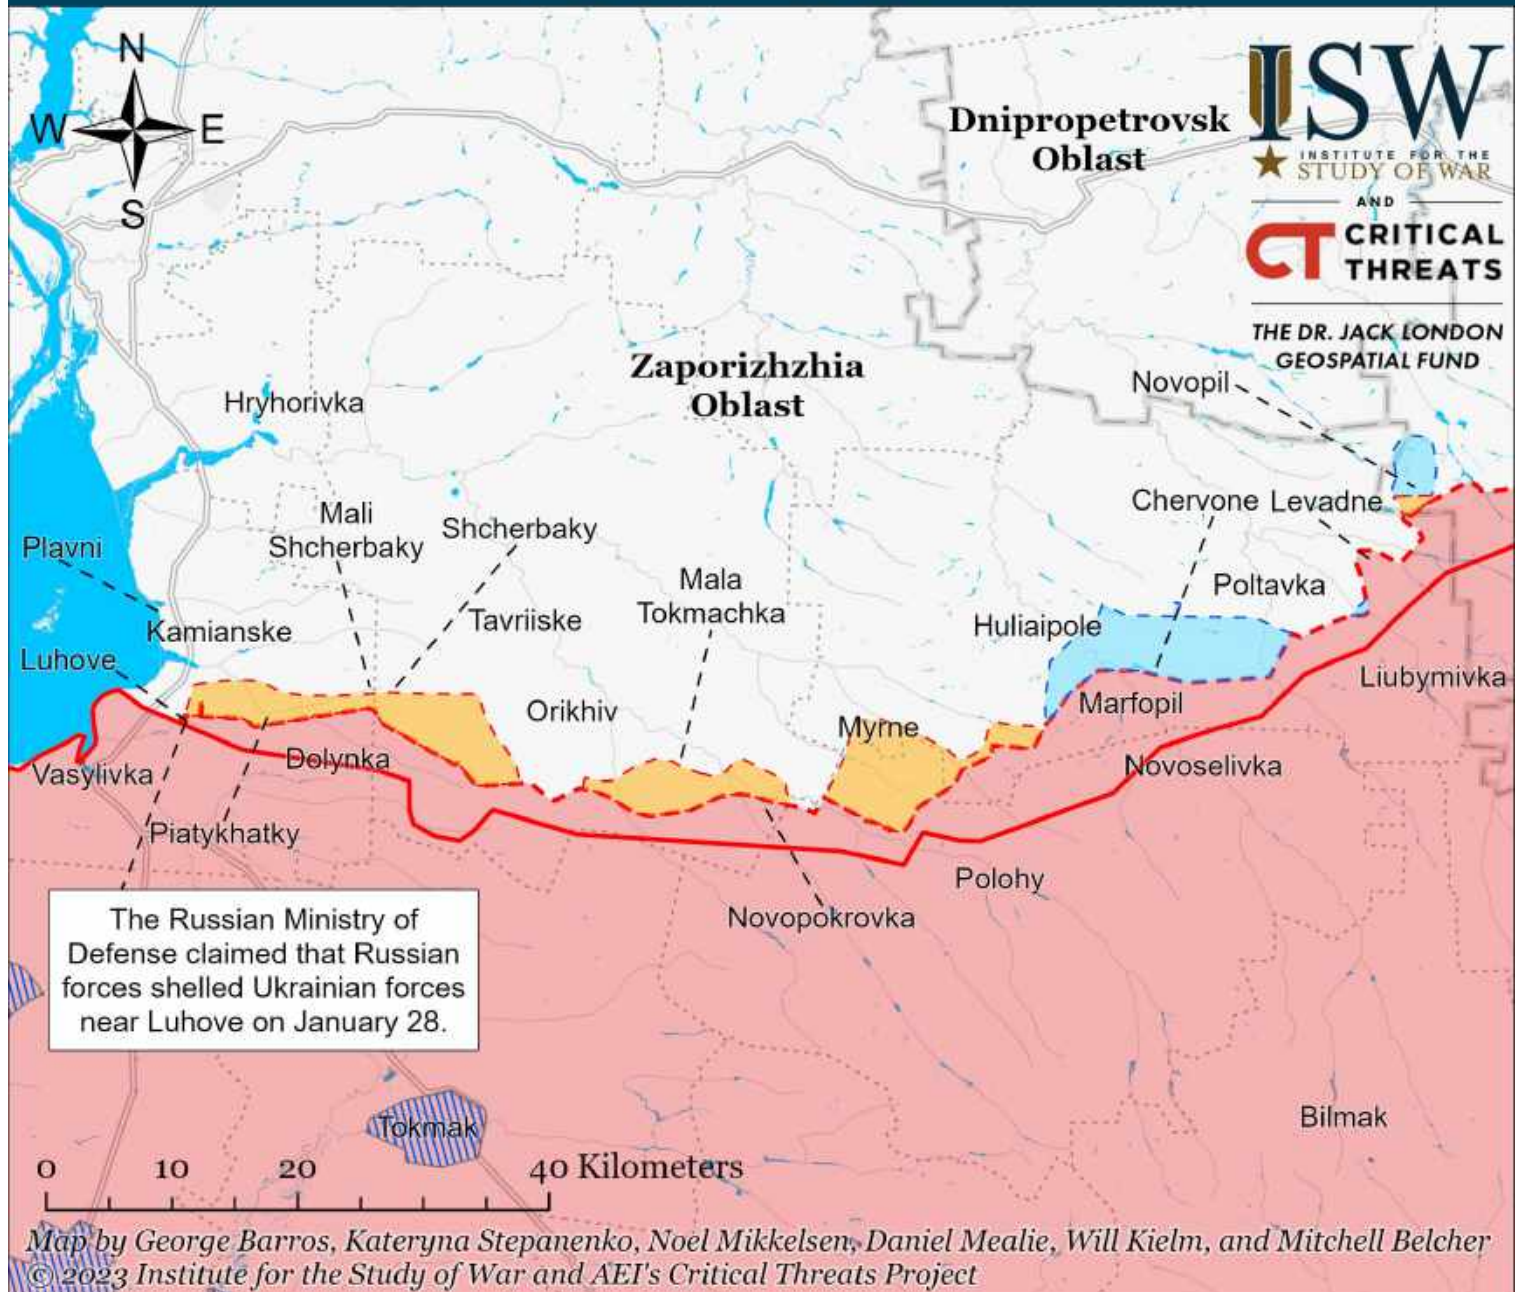 N
W
E
S
Dnipropetrovsk
Oblast
ISW
INSTITUTE FOR THE
STUDY OF WAR
AND
CT CRITICAL
THREATS
THE DR. JACK LONDON
GEOSPATIAL FUND
Zaporizhzhia
Oblast
Novopil
Hryhorivka
Mali
Shcherbaky
Shcherbaky
Chervone
Levadne
Plavni
Mala
Tokmachka
Poltavka
Kamianske
Tavriiske
Huliaipole
Luhove
Orikhiv
Myrne
Marfopil
Liubymivka
Vasylivka
Dolynka
Novoselivka
Piatykhatky
Polohy
Novopokrovka
The Russian Ministry of
Defense claimed that Russian
forces shelled Ukrainian forces
near Luhove on January 28.
Tokmak
Bilmak
0 10 20 40 Kilometers
Map by George Barros, Kateryna Stepanenko, Noel Mikkelsen, Daniel Mealie, Will Kielm, and Mitchell Belcher
© 2023 Institute for the Study of War and AEI's Critical Threats Project